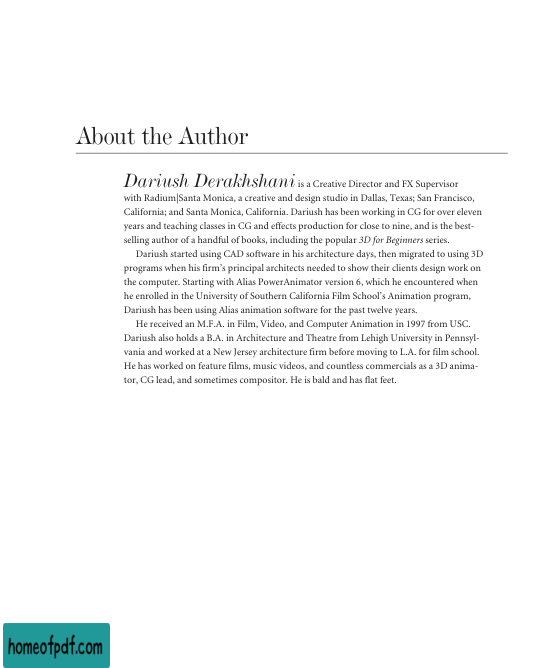 About the Author
Dariush Derakhshani is a Creative Director and FX Supervisor
with Radium|Santa Monica, a creative and design studio in Dallas, Texas; San Francisco,
California; and Santa Monica, California. Dariush has been working in CG for over eleven
years and teaching classes in CG and effects production for close to nine, and is the best-
selling author of a handful of books, including the popular 3D for Beginners series.
Dariush started using CAD software in his architecture days, then migrated to using 3D
programs when his firm's principal architects needed to show their clients design work on
the computer. Starting with Alias PowerAnimator version 6, which he encountered when
he enrolled in the University of Southern California Film School's Animation program,
Dariush has been using Alias animation software for the past twelve years.
He received an M.F.A. in Film, Video, and Computer Animation in 1997 from USC.
Dariush also holds a B.A. in Architecture and Theatre from Lehigh University in Pennsyl-
vania and worked at a New Jersey architecture firm before moving to L.A. for film school.
He has worked on feature films, music videos, and countless commercials as a 3D anima-
tor, CG lead, and sometimes compositor. He is bald and has flat feet.
homeofpdf.com